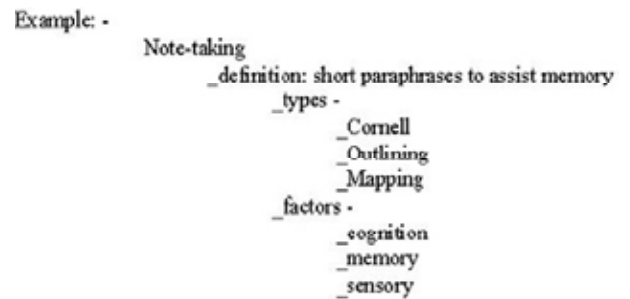 Example: -
Note-taking
_definition: short paraphrases to assist memory
_types -
_Cornell
_Outlining
_Mapping
_factors -
_cognition
_memory
_sensory